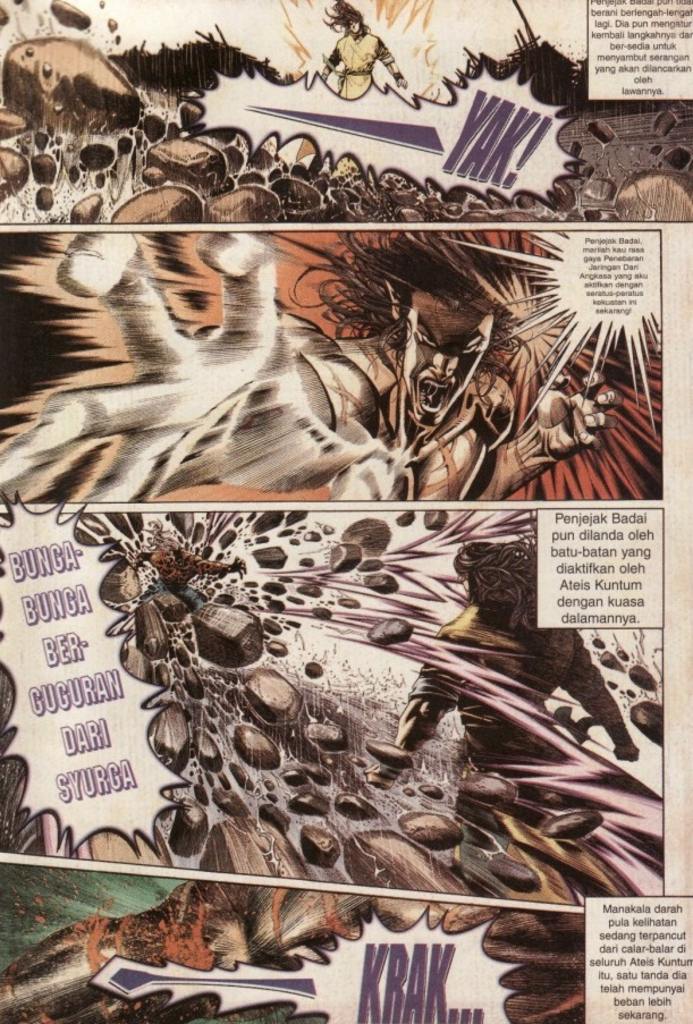 Penjejak Badai pun tidak
berani berlengah-lengah
lagi. Dia pun mengatur
kembali langkahnya dan
ber-sedia untuk
menyambut serangan
yang akan dilancarkan
oleh
lawannya.
YAK!
Penjejak Badai,
marilah kau rasa
gaya Penebaran
Jaringan Dari
Angkasa yang aku
aktifkan dengan
seratus-peratus
kekuatan ini
sekarang!
BUNGA-
BUNGA
BER-
GUGURAN
DARI
SYURGA
Penjejak Badai
pun dilanda oleh
batu-batan yang
diaktifkan oleh
Ateis Kuntum
dengan kuasa
dalamannya.
Manakala darah
pula kelihatan
sedang terpancut
dari calar-balar di
seluruh Ateis Kuntum
itu, satu tanda dia
telah mempunyai
beban lebih
sekarang.
KRAK...